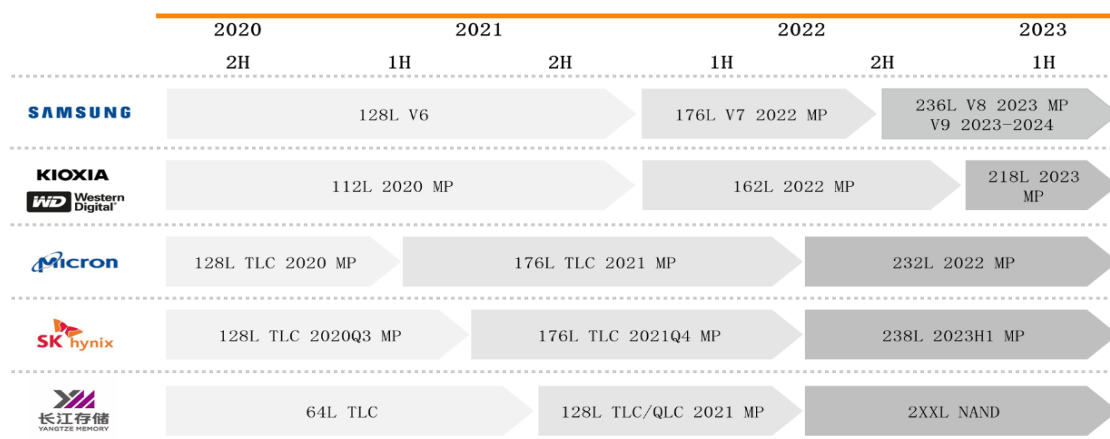 2020 2021 2022 2023
2H 1H 2H 1H 2H 1H
SAMSUNG
128L V6
176L V7 2022 MP
236L V8 2023 MP
V9 2023-2024
KIOXIA
WD Western
Digital®
112L 2020 MP
162L 2022 MP
218L 2023
MP
Micron
128L TLC 2020 MP
176L TLC 2021 MP
232L 2022 MP
SK hynix
128L TLC 2020Q3 MP
176L TLC 2021Q4 MP
238L 2023H1 MP
长江存储
YANGTZE MEMORY
64L TLC
128L TLC/QLC 2021 MP
2XXL NAND